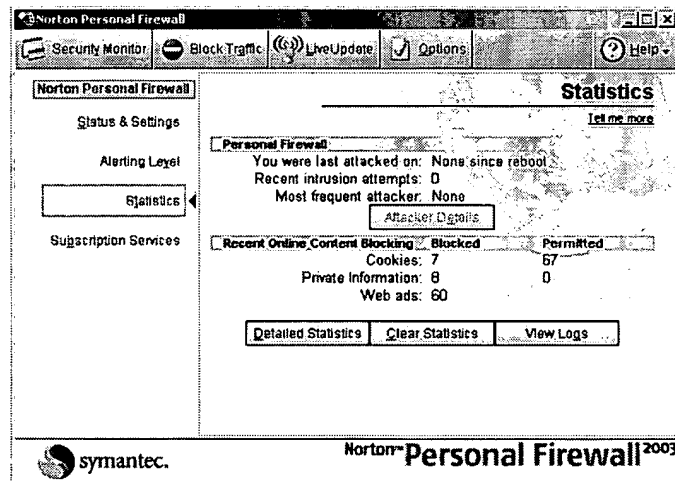 Norton Personal Firewall
Security Monitor Block Traffic LiveUpdate Options Help
Norton Personal Firewall
Status & Settings
Alerting Level
Statistics
Subscription Services
Statistics
Tell me more
Personal Firewall
You were last attacked on: None since reboot
Recent intrusion attempts: 0
Most frequent attacker: None
Attacker Details
Recent Online Content Blocking Blocked Permitted
Cookies: 7 67
Private Information: 8 0
Web ads: 60
Detailed Statistics Clear Statistics View Logs
symantec.
Norton™ Personal Firewall 2003